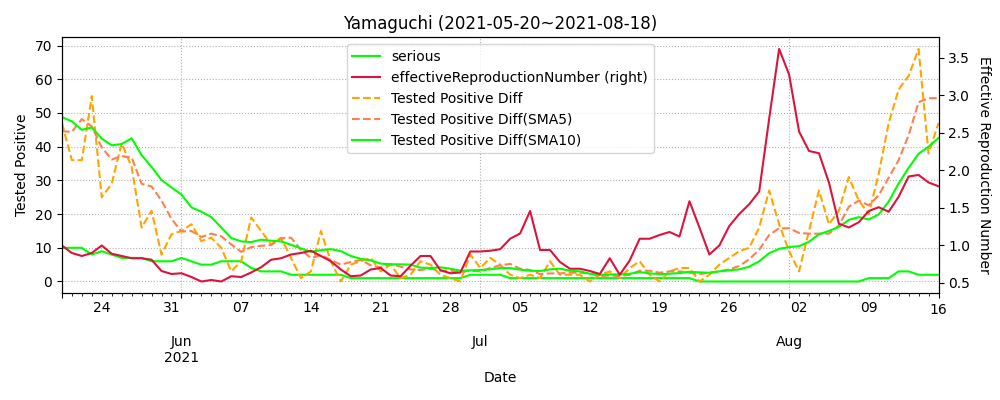 Yamaguchi (2021-05-20~2021-08-18)
serious
effectiveReproductionNumber (right)
Tested Positive Diff
Tested Positive Diff(SMA5)
Tested Positive Diff(SMA10)
Tested Positive
70
60
50
40
30
20
10
0
Effective Reproduction Number
3.5
3.0
2.5
2.0
1.5
1.0
0.5
24 31 07 14 21 28 05 12 19 26 02 09 16
Jun Jul Aug
2021
Date